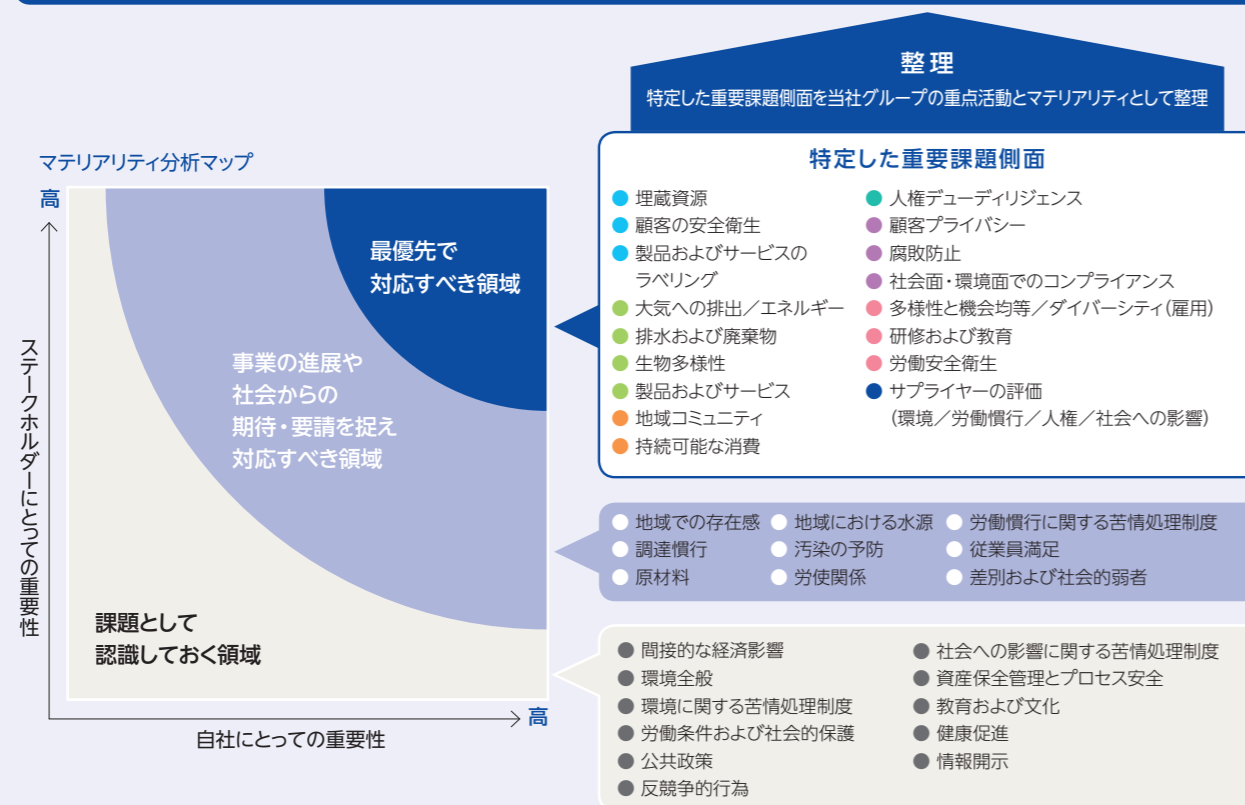 整理
特定した重要課題側面を当社グループの重点活動とマテリアリティとして整理
マテリアリティ分析マップ
高
ステークホルダーにとっての重要性
最優先で
対応すべき領域
事業の進展や
社会からの
期待・要請を捉え
対応すべき領域
課題として
認識しておく領域
高
自社にとっての重要性
特定した重要課題側面
埋蔵資源
顧客の安全衛生
製品およびサービスの
ラベリング
大気への排出／エネルギー
排水および廃棄物
生物多様性
製品およびサービス
地域コミュニティ
持続可能な消費
人権デューディリジェンス
顧客プライバシー
腐敗防止
社会面・環境面でのコンプライアンス
多様性と機会均等／ダイバーシティ(雇用)
研修および教育
労働安全衛生
サプライヤーの評価
(環境／労働慣行／人権／社会への影響)
地域での存在感
調達慣行
原材料
地域における水源
汚染の予防
労使関係
労働慣行に関する苦情処理制度
従業員満足
差別および社会的弱者
間接的な経済影響
環境全般
環境に関する苦情処理制度
労働条件および社会的保護
公共政策
反競争的行為
社会への影響に関する苦情処理制度
資産保全管理とプロセス安全
教育および文化
健康促進
情報開示